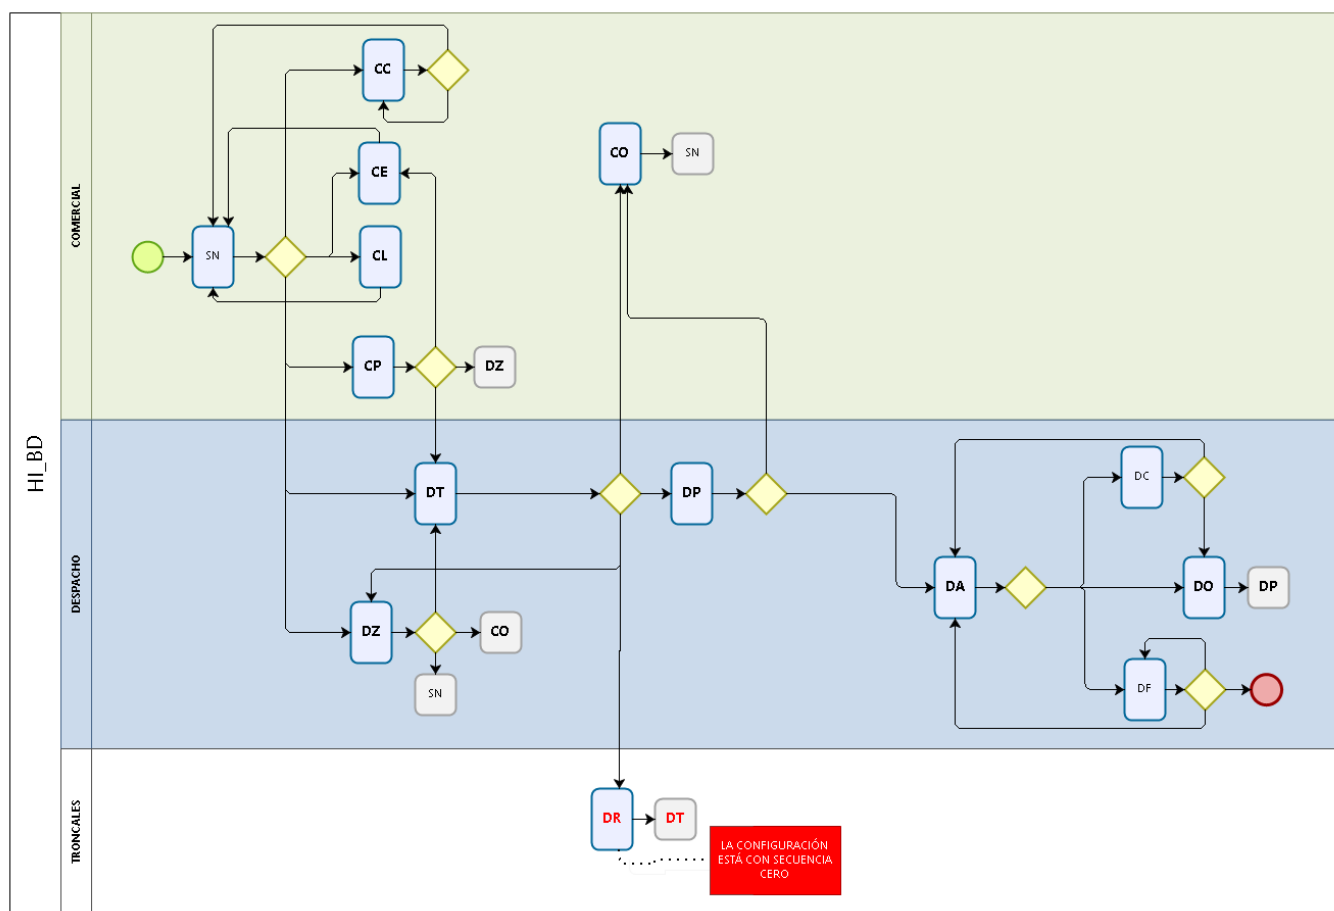 HI_BD
COMERCIAL
CC
CE
CO
SN
SN
CL
CP
DZ
DESPACHO
DT
DP
DC
DA
DO
DP
DZ
CO
SN
DF
TRONCALES
DR
DT
LA CONFIGURACIÓN
ESTÁ CON SECUENCIA
CERO